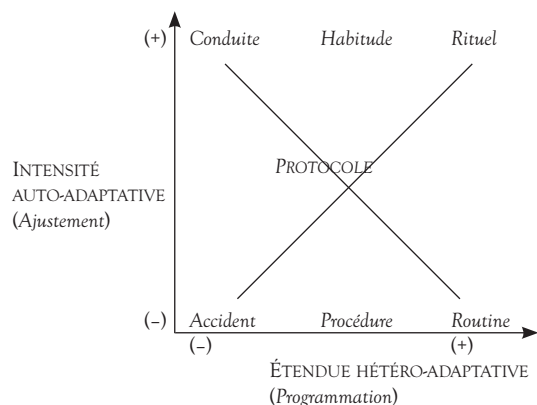 (+) Conduite Habitude Rituel
PROTOCOLE
INTENSITÉ
AUTO-ADAPTATIVE
(Ajustement)
(–) Accident Procédure Routine
(–) (+)
ÉTENDUE HÉTÉRO-ADAPTATIVE
(Programmation)